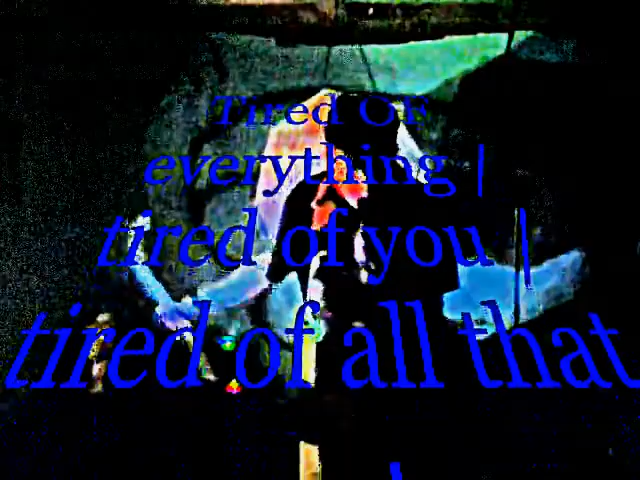 Tired OF
everything |
tired of you |
tired of all that